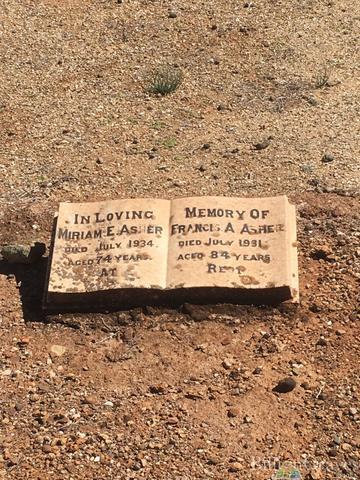 IN LOVING MEMORY OF
MIRIAM.E.ASHER FRANCIS.A.ASHER
DIED JULY 1934. DIED JULY 1931
AGED 74 YEARS AGED 84 YEARS
AT REST